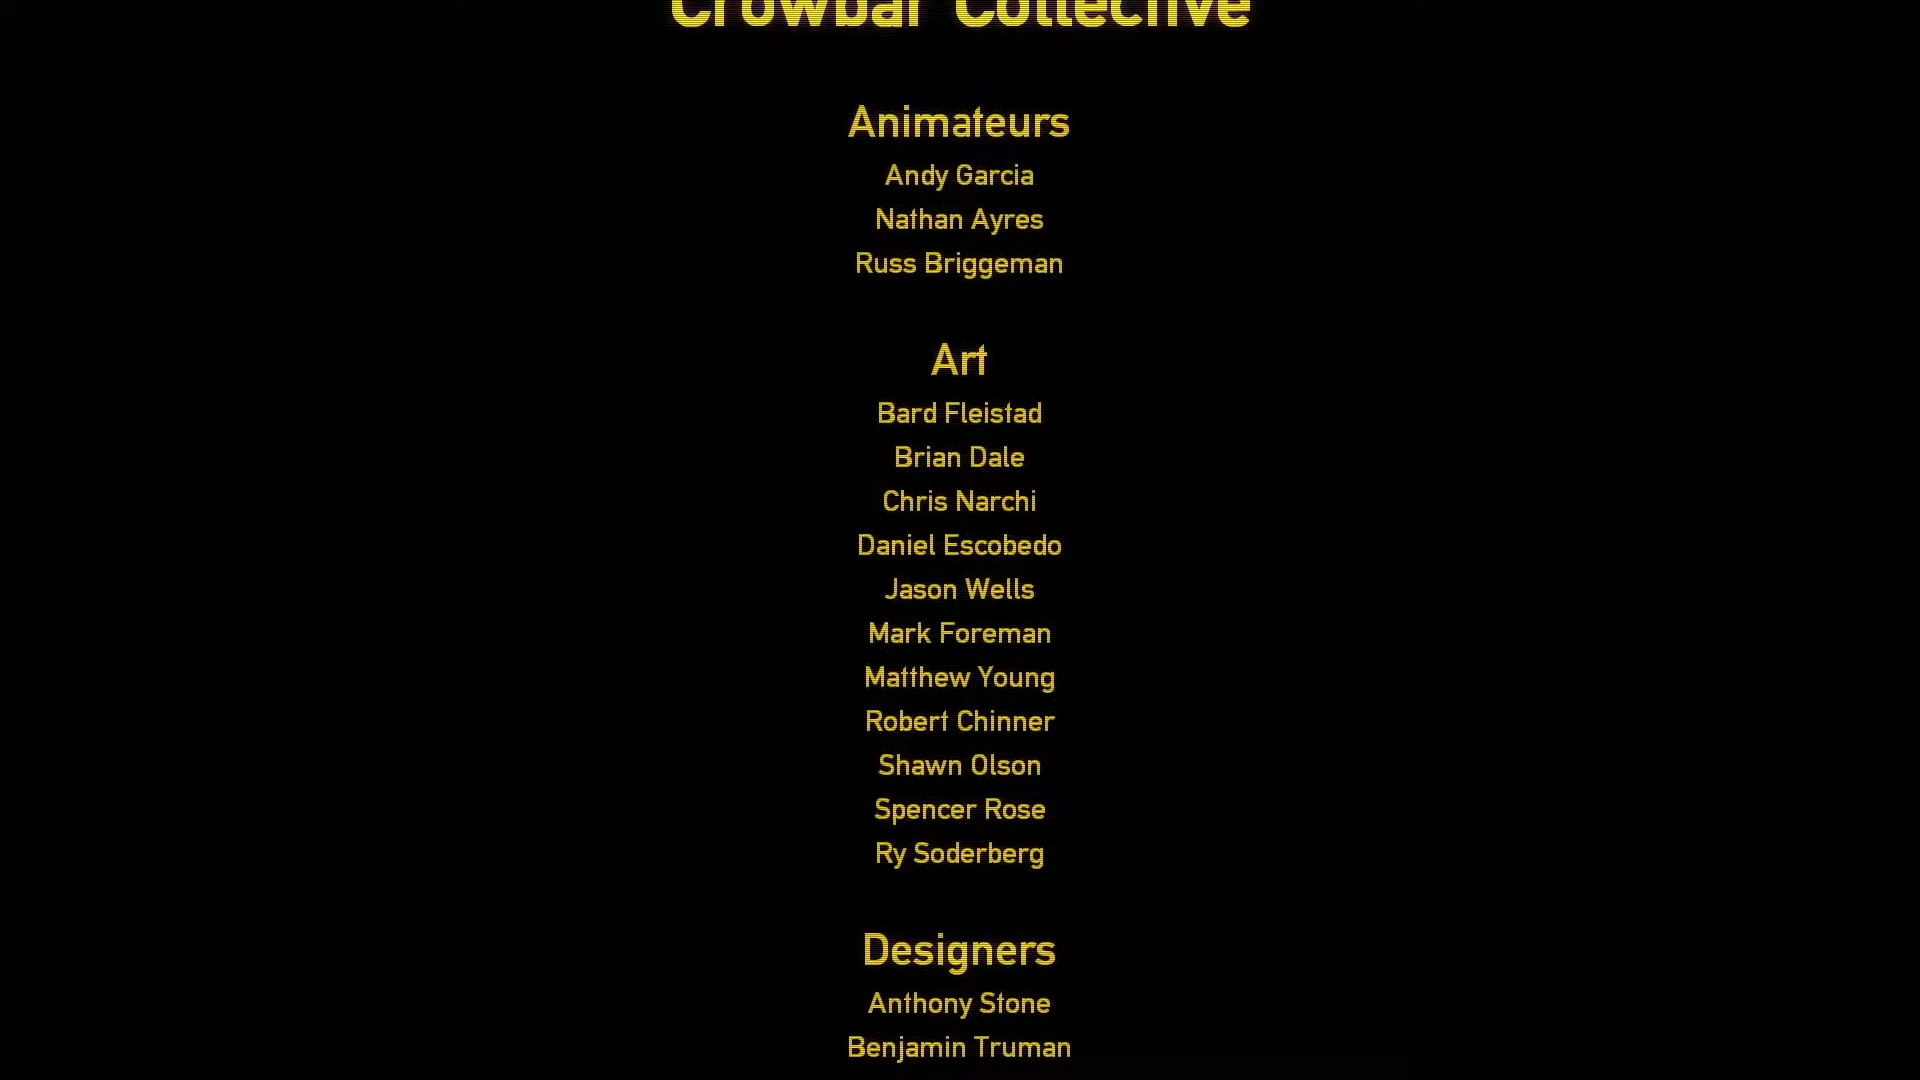 Crowbar Collective
Animateurs
Andy Garcia
Nathan Ayres
Russ Briggeman
Art
Bard Fleistad
Brian Dale
Chris Narchi
Daniel Escobedo
Jason Wells
Mark Foreman
Matthew Young
Robert Chinner
Shawn Olson
Spencer Rose
Ry Soderberg
Designers
Anthony Stone
Benjamin Truman